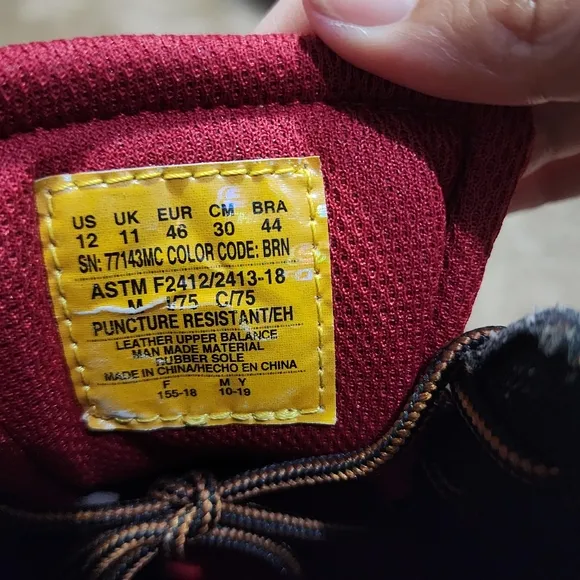 US UK EUR CM BRA
12 11 46 30 44
SN: 77143MC COLOR CODE: BRN
ASTM F2412/2413-18
M I/75 C/75
PUNCTURE RESISTANT/EH
LEATHER UPPER BALANCE
MAN MADE MATERIAL
RUBBER SOLE
MADE IN CHINA/HECHO EN CHINA
F M Y
155-18 10-19